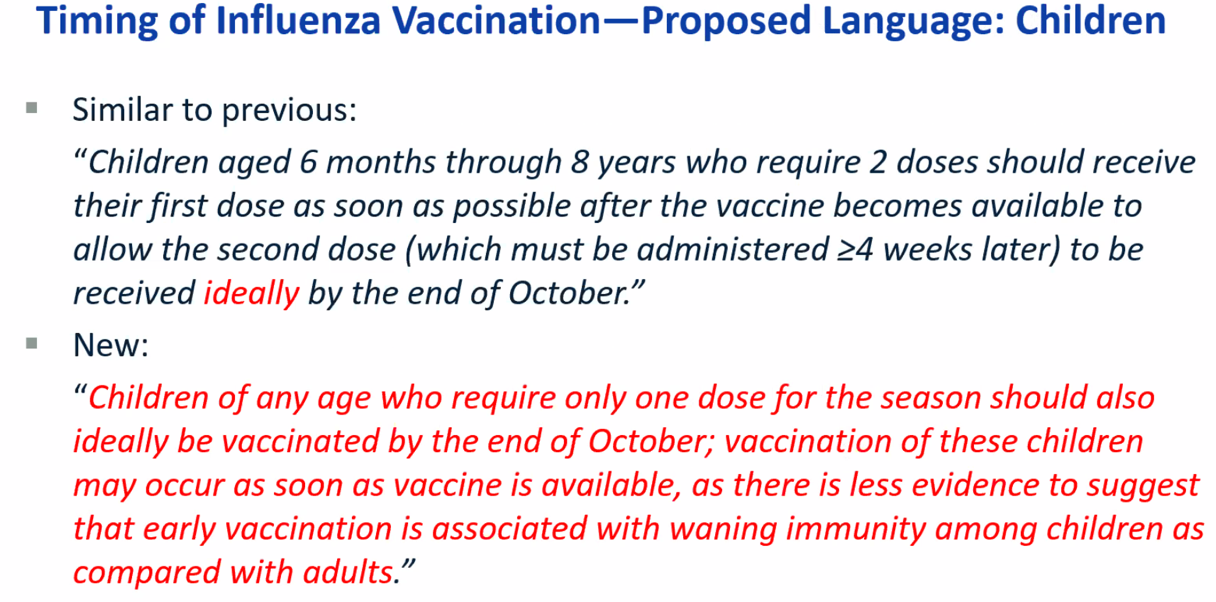 Timing of Influenza Vaccination—Proposed Language: Children
▪ Similar to previous:
“Children aged 6 months through 8 years who require 2 doses should receive
their first dose as soon as possible after the vaccine becomes available to
allow the second dose (which must be administered ≥4 weeks later) to be
received ideally by the end of October.”
▪ New:
“Children of any age who require only one dose for the season should also
ideally be vaccinated by the end of October; vaccination of these children
may occur as soon as vaccine is available, as there is less evidence to suggest
that early vaccination is associated with waning immunity among children as
compared with adults.”